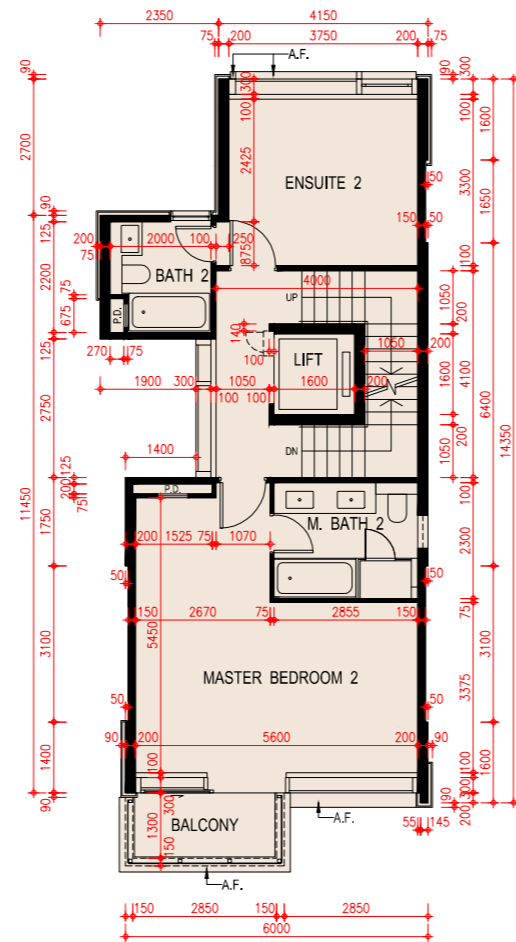 2350 4150
75 200 3750 200 75
A.F.
90 300 90 300
100 100
2700 1600
2425 3300
ENSUITE 2
150
1650
90 150 50
125
200 2000 100 250
75 875 100
2200 BATH 2 4000
75 UP 1050
675 P.D. 140 200
LIFT 1050 200
125 270 75 100
1600 4100 6400
1900 300 1050 1600 200
100 100
2750 14350
1400 DN 1050 200
125
200 P.D. 100
75
11450 1750 200 1525 75 1070 M. BATH 2 2300
50 150
150 2670 75 2855 150 75
5450
3100 3100
MASTER BEDROOM 2 3375
50 50
90 200 5600 200 90
1400 100 100 1600
90 300 300 90
1300 BALCONY 200
A.F. 55 145
150
A.F.
150 2850 150 2850
6000